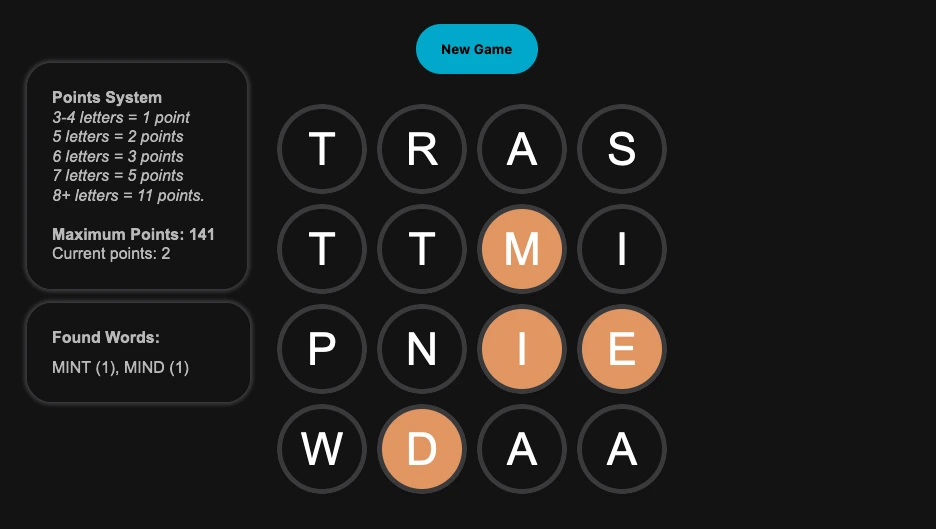 New Game
Points System
3-4 letters = 1 point
5 letters = 2 points
6 letters = 3 points
7 letters = 5 points
8+ letters = 11 points.
Maximum Points: 141
Current points: 2
Found Words:
MINT (1), MIND (1)
T R A S
T T M I
P N I E
W D A A